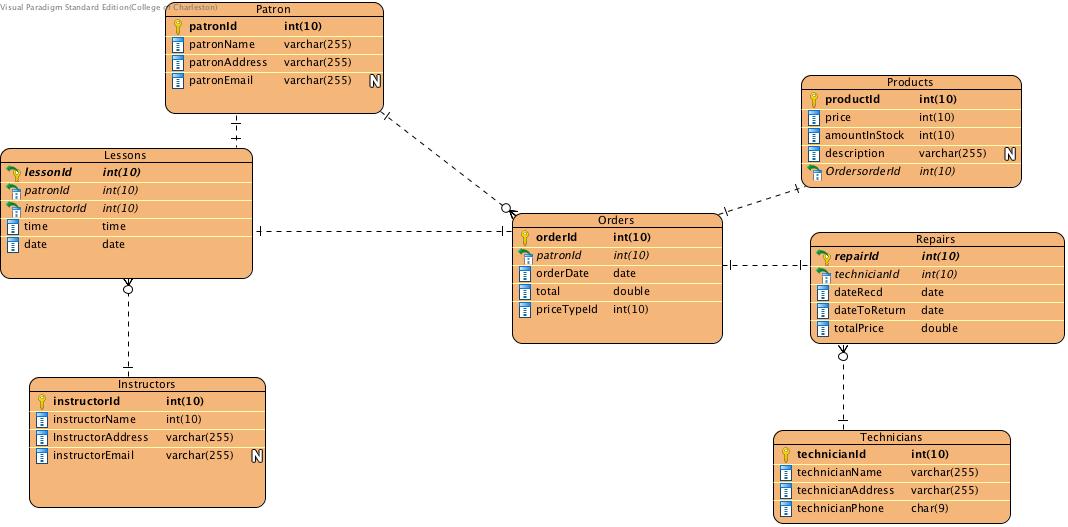 Visual Paradigm Standard Edition(College of Charleston)
Patron
patronId int(10)
patronName varchar(255)
patronAddress varchar(255)
patronEmail varchar(255) N
Products
productId int(10)
price int(10)
amountInStock int(10)
description varchar(255) N
OrdersorderId int(10)
Lessons
lessonId int(10)
patronId int(10)
instructorId int(10)
time time
date date
Orders
orderId int(10)
patronId int(10)
orderDate date
total double
priceTypeId int(10)
Repairs
repairId int(10)
technicianId int(10)
dateRecd date
dateToReturn date
totalPrice double
Instructors
instructorId int(10)
instructorName int(10)
InstructorAddress varchar(255)
instructorEmail varchar(255) N
Technicians
technicianId int(10)
technicianName varchar(255)
technicianAddress varchar(255)
technicianPhone char(9)